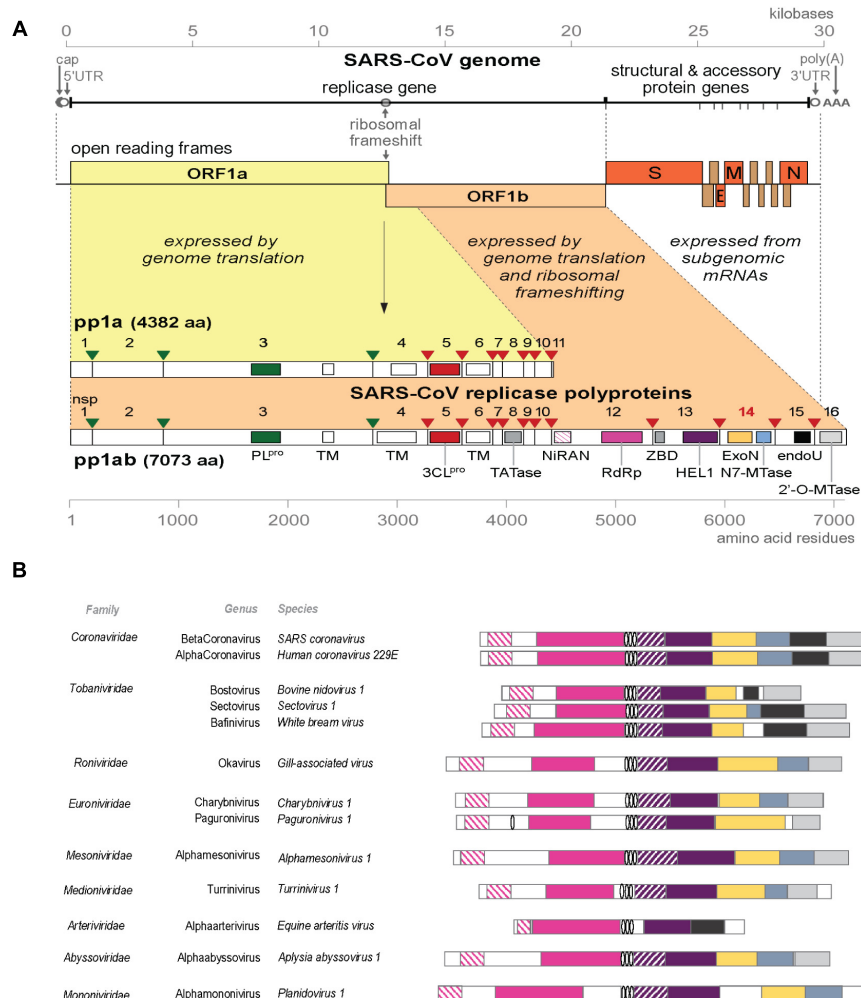 A
kilobases
0 5 10 15 20 25 30
cap
5'UTR
SARS-CoV genome
poly(A)
3'UTR
structural & accessory
protein genes
replicase gene
AAA
ribosomal
frameshift
open reading frames
ORF1a
S M N
ORF1b
E
expressed by
genome translation
expressed by
genome translation
and ribosomal
frameshifting
expressed from
subgenomic
mRNAs
pp1a (4382 aa)
1 2 3 4 5 6 7 8 9 10 11
SARS-CoV replicase polyproteins
nsp
1 2 3 4 5 6 7 8 9 10 12 13 14 15 16
pp1ab (7073 aa)
PLpro TM TM TM NiRAN ZBD ExoN endoU
3CLpro TATase RdRp HEL1 N7-MTase
2'-O-MTase
1 1000 2000 3000 4000 5000 6000 7000
amino acid residues
B
Family Genus Species
Coronaviridae BetaCoronavirus SARS coronavirus
AlphaCoronavirus Human coronavirus 229E
Tobaniviridae Bostovirus Bovine nidovirus 1
Sectovirus Sectovirus 1
Bafinivirus White bream virus
Roniviridae Okavirus Gill-associated virus
Euroniviridae Charybnivirus Charybnivirus 1
Paguronivirus Paguronivirus 1
Mesoniviridae Alphamesonivirus Alphamesonivirus 1
Medioniviridae Turrinivirus Turrinivirus 1
Arteriviridae Alphaarterivirus Equine arteritis virus
Abyssoviridae Alphaabyssovirus Aplysia abyssovirus 1
Mononiviridae Alphamononivirus Planidovirus 1